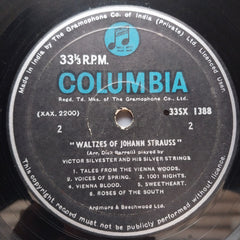 Made in India by The Gramophone Co. of India (Private) Ltd. Licensed User.
33⅓ R.P.M.
COLUMBIA
Regd. Td. Mks. of The Gramophone Co. Ltd.
(XAX, 2200)
33SX 1388
2
2
"WALTZES OF JOHANN STRAUSS"
(Arr. Dick Barrell) played by
VICTOR SILVESTER AND HIS SILVER STRINGS
1. TALES FROM THE VIENNA WOODS.
2. VOICES OF SPRING. 3. 1001 NIGHTS.
4. VIENNA BLOOD. 5. SWEETHEART.
6. ROSES OF THE SOUTH
Ardmore & Beechwood Ltd.
THIS RECORD MUST NOT BE PUBLICLY PERFORMED WITHOUT LICENCE